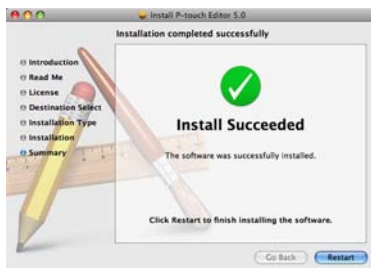 Install P-touch Editor 5.0
Installation completed successfully
Introduction
Read Me
License
Destination Select
Installation Type
Installation
Summary
Install Succeeded
The software was successfully installed.
Click Restart to finish installing the software.
Go Back
Restart